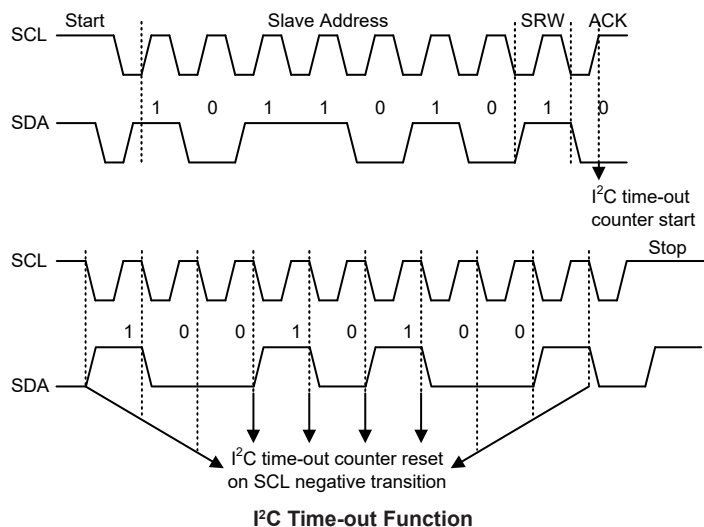 Start Slave Address SRW ACK
SCL
1 0 1 1 0 1 0 1 0
SDA
I²C time-out
counter start
Stop
SCL
1 0 0 1 0 1 0 0
SDA
I²C time-out counter reset
on SCL negative transition
I²C Time-out Function